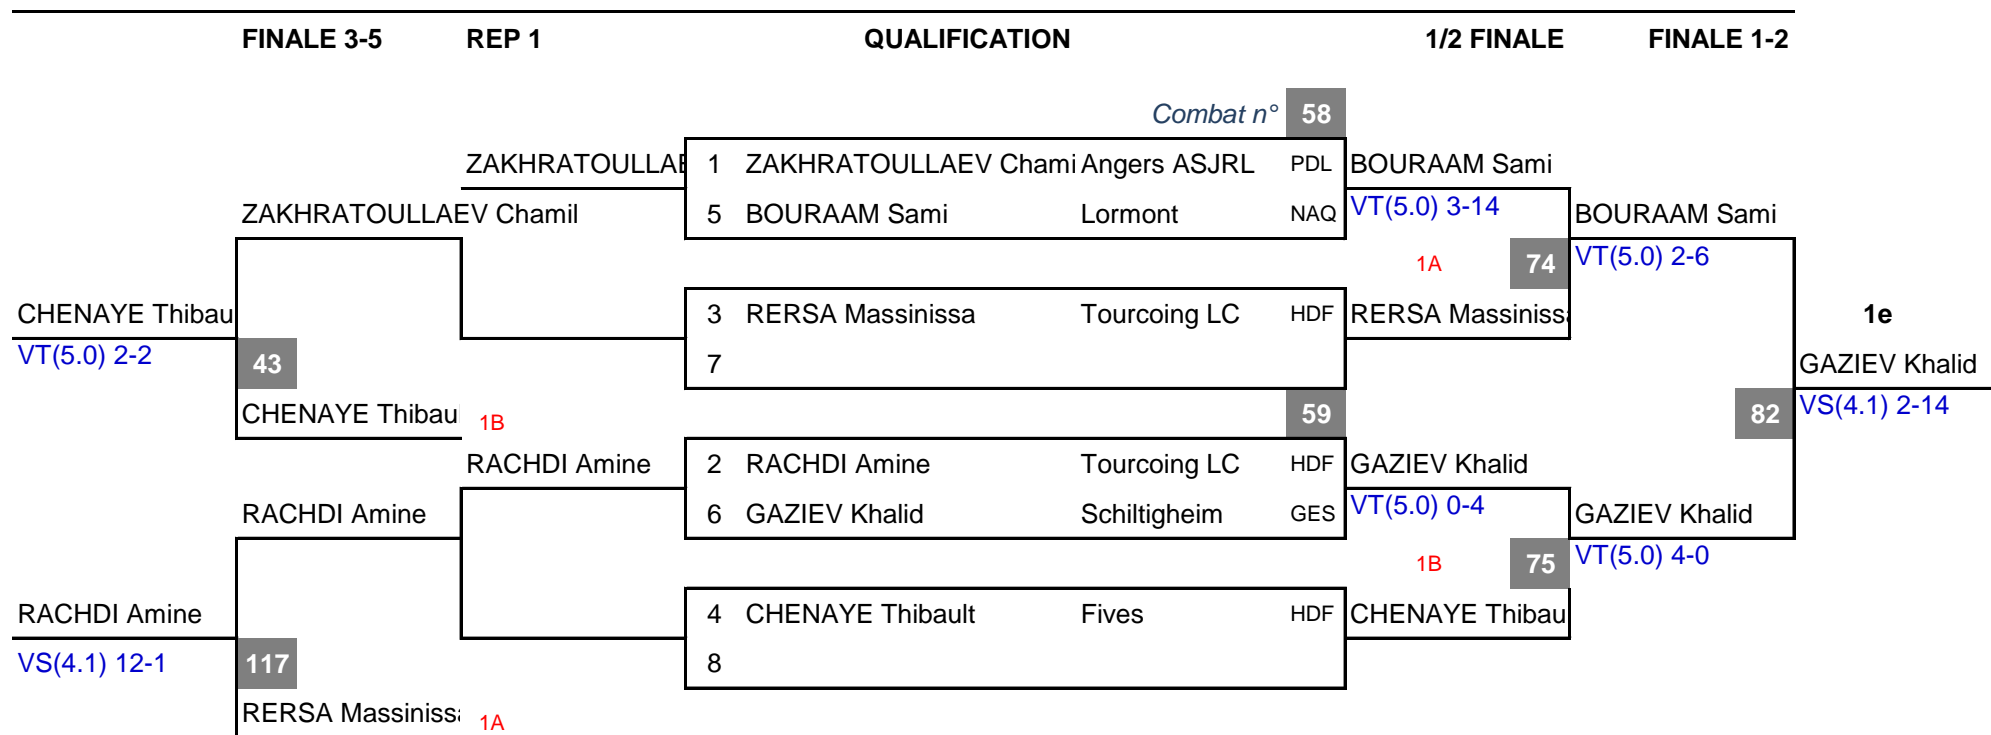 FINALE 3-5 REP 1 QUALIFICATION 1/2 FINALE FINALE 1-2
Combat n° 58
ZAKHRATOULLAE 1 ZAKHRATOULLAEV Chami Angers ASJRL PDL BOURAAM Sami
ZAKHRATOULLAEV Chamil 5 BOURAAM Sami Lormont NAQ VT(5.0) 3-14 BOURAAM Sami
1A 74 VT(5.0) 2-6
CHENAYE Thibau 3 RERSA Massinissa Tourcoing LC HDF RERSA Massiniss 1e
VT(5.0) 2-2 43 7 GAZIEV Khalid
CHENAYE Thibau 1B 59 82 VS(4.1) 2-14
RACHDI Amine 2 RACHDI Amine Tourcoing LC HDF GAZIEV Khalid
RACHDI Amine 6 GAZIEV Khalid Schiltigheim GES VT(5.0) 0-4 GAZIEV Khalid
1B 75 VT(5.0) 4-0
RACHDI Amine 4 CHENAYE Thibault Fives HDF CHENAYE Thibau
VS(4.1) 12-1 117 8
RERSA Massiniss 1A